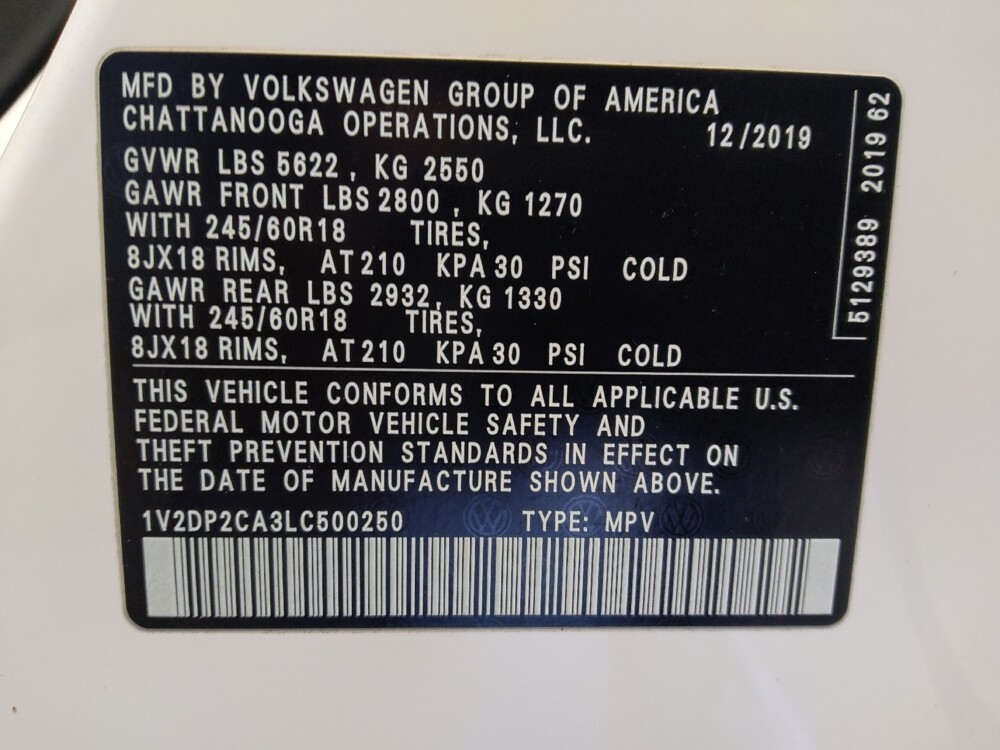 MFD BY VOLKSWAGEN GROUP OF AMERICA
CHATTANOOGA OPERATIONS, LLC. 12/2019
GVWR LBS 5622 , KG 2550
GAWR FRONT LBS 2800 , KG 1270
WITH 245/60R18 TIRES,
8JX18 RIMS, AT 210 KPA 30 PSI COLD
GAWR REAR LBS 2932, KG 1330
WITH 245/60R18 TIRES,
8JX18 RIMS, AT 210 KPA 30 PSI COLD
THIS VEHICLE CONFORMS TO ALL APPLICABLE U.S.
FEDERAL MOTOR VEHICLE SAFETY AND
THEFT PREVENTION STANDARDS IN EFFECT ON
THE DATE OF MANUFACTURE SHOWN ABOVE.
1V2DP2CA3LC500250 TYPE: MPV
5129389 2019 62